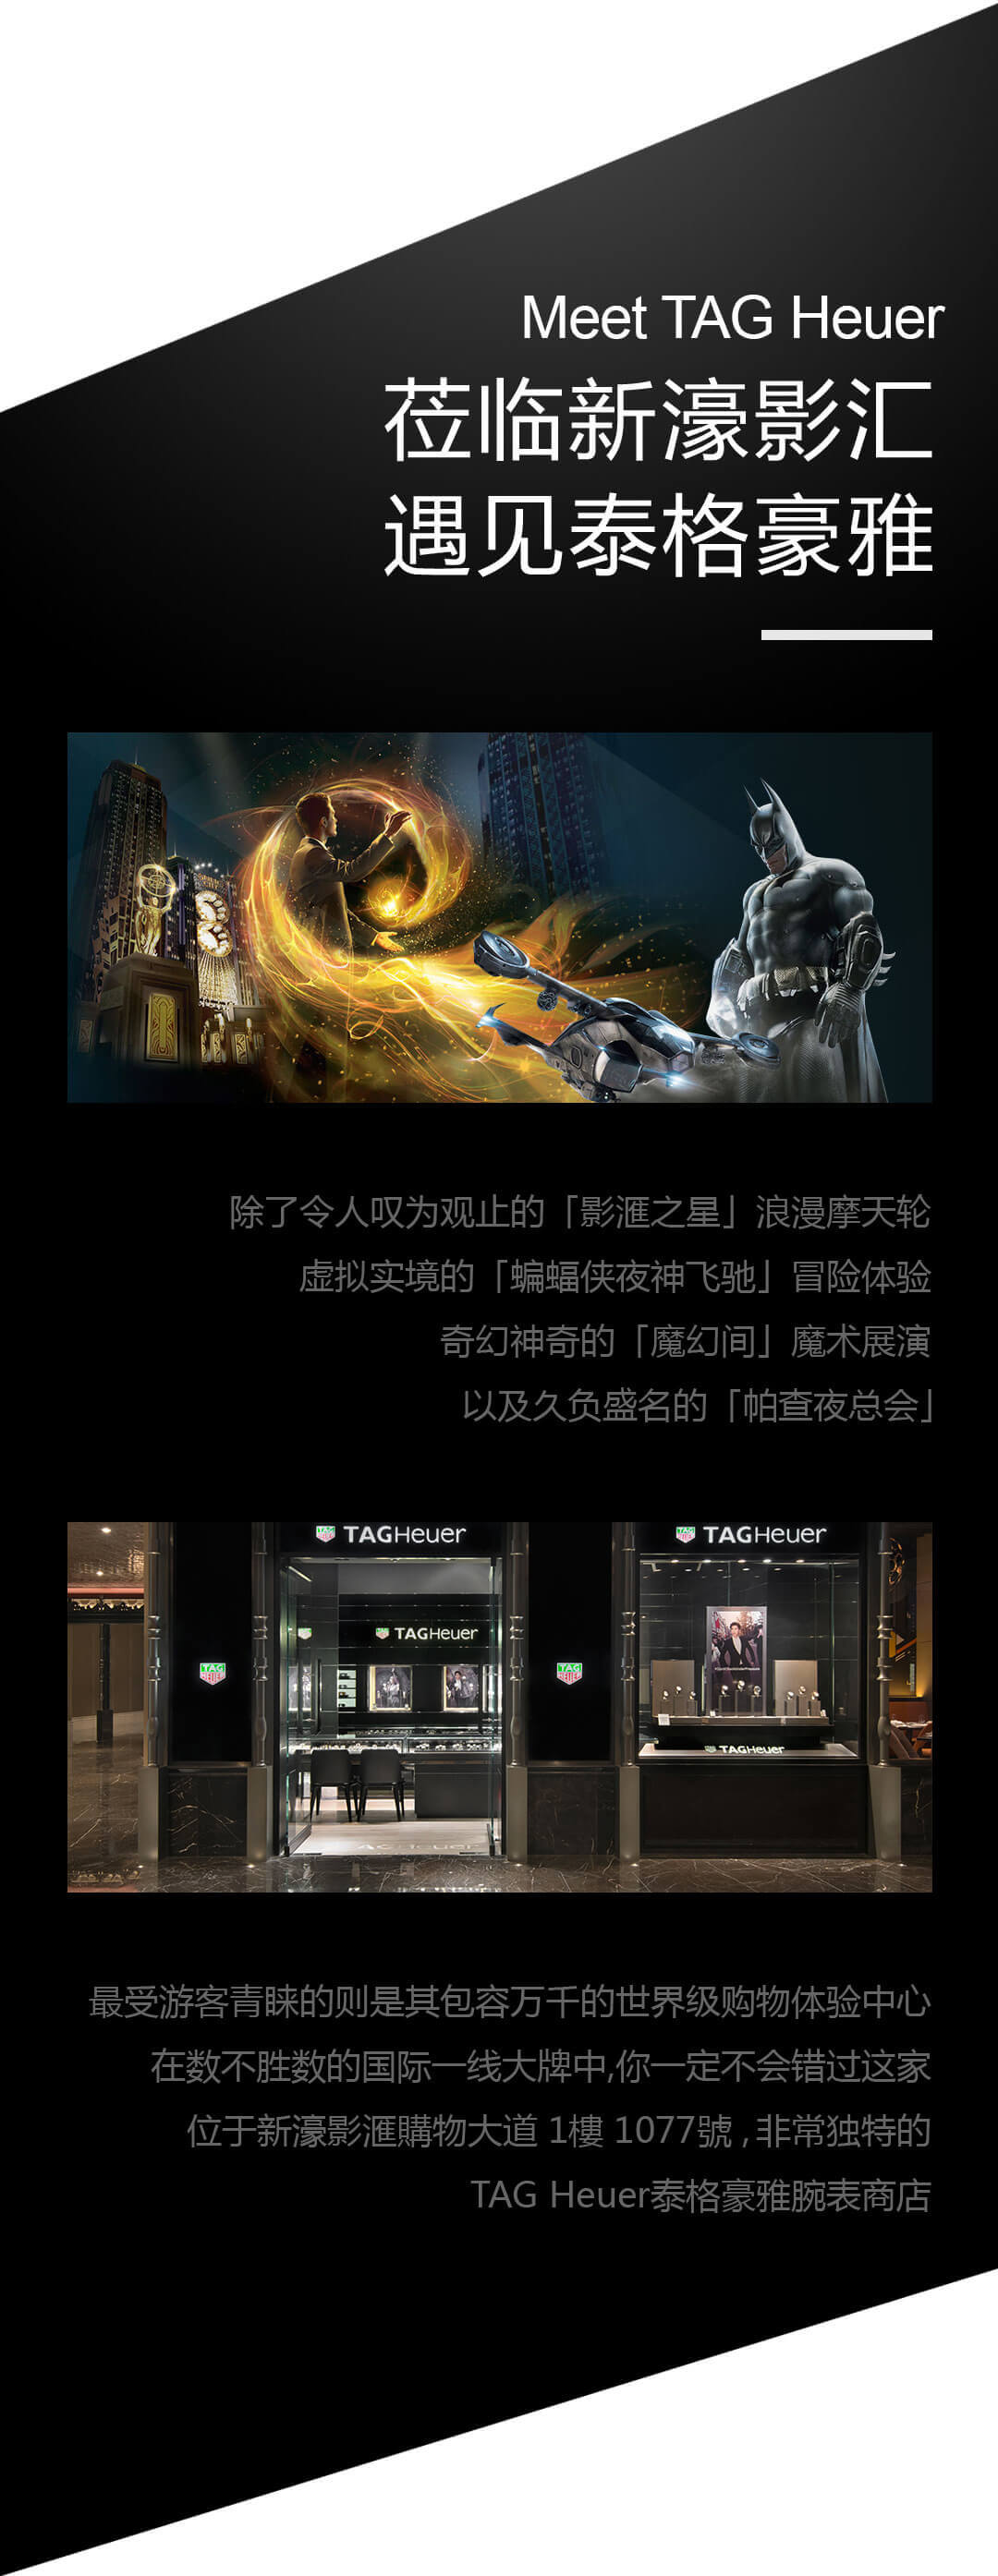 Meet TAG Heuer
莅临新濠影汇
遇见泰格豪雅
除了令人叹为观止的「影滙之星」浪漫摩天轮
虚拟实境的「蝙蝠侠夜神飞驰」冒险体验
奇幻神奇的「魔幻间」魔术展演
以及久负盛名的「帕查夜总会」
TAGHeuer
TAGHeuer
TAGHeuer
TAG
HEUER
TAG
HEUER
TAGHeuer
最受游客青睐的则是其包容万千的世界级购物体验中心
在数不胜数的国际一线大牌中,你一定不会错过这家
位于新濠影滙購物大道 1樓 1077號 , 非常独特的
TAG Heuer泰格豪雅腕表商店